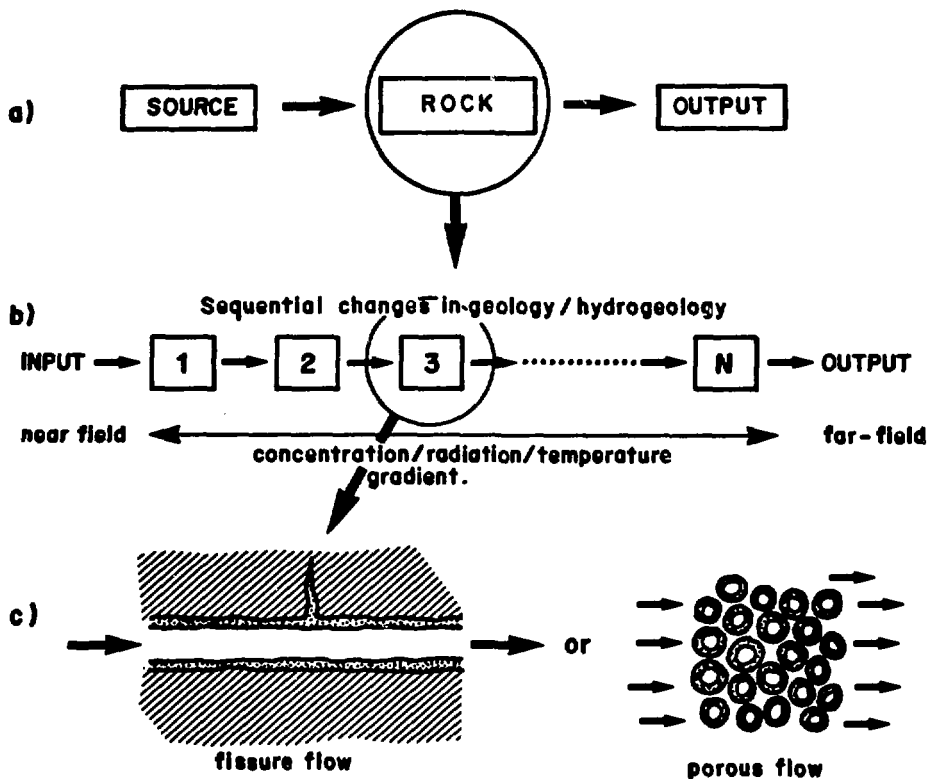 a)
SOURCE
ROCK
OUTPUT
b)
Sequential changes in geology/hydrogeology
INPUT
1
2
3
N
OUTPUT
near field
far-field
concentration/radiation/temperature
gradient.
c)
or
fissure flow
porous flow